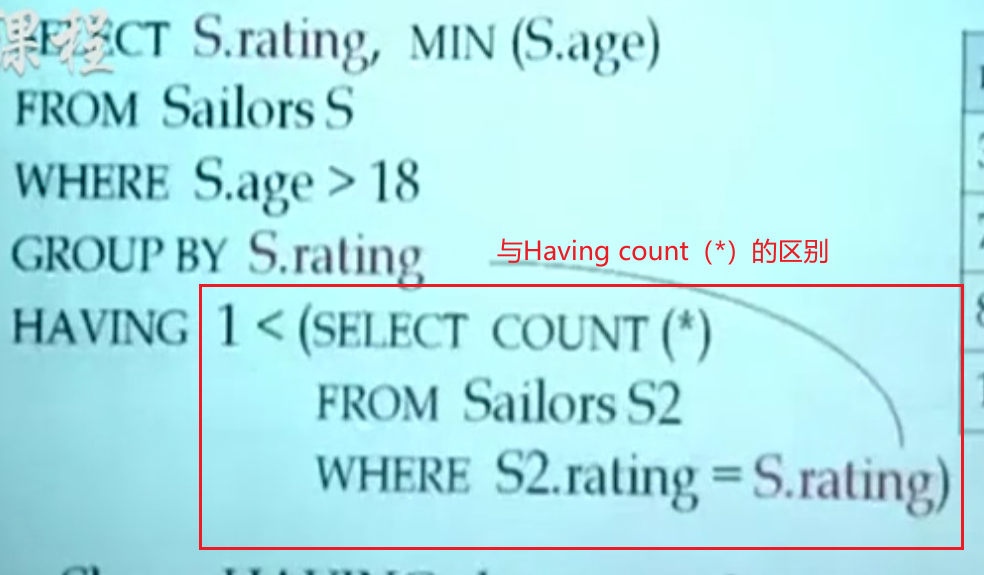 课程
SELECT S.rating, MIN (S.age)
FROM Sailors S
WHERE S.age > 18
GROUP BY S.rating
与Having count（*）的区别
HAVING 1 < (SELECT COUNT (*)
FROM Sailors S2
WHERE S2.rating = S.rating)